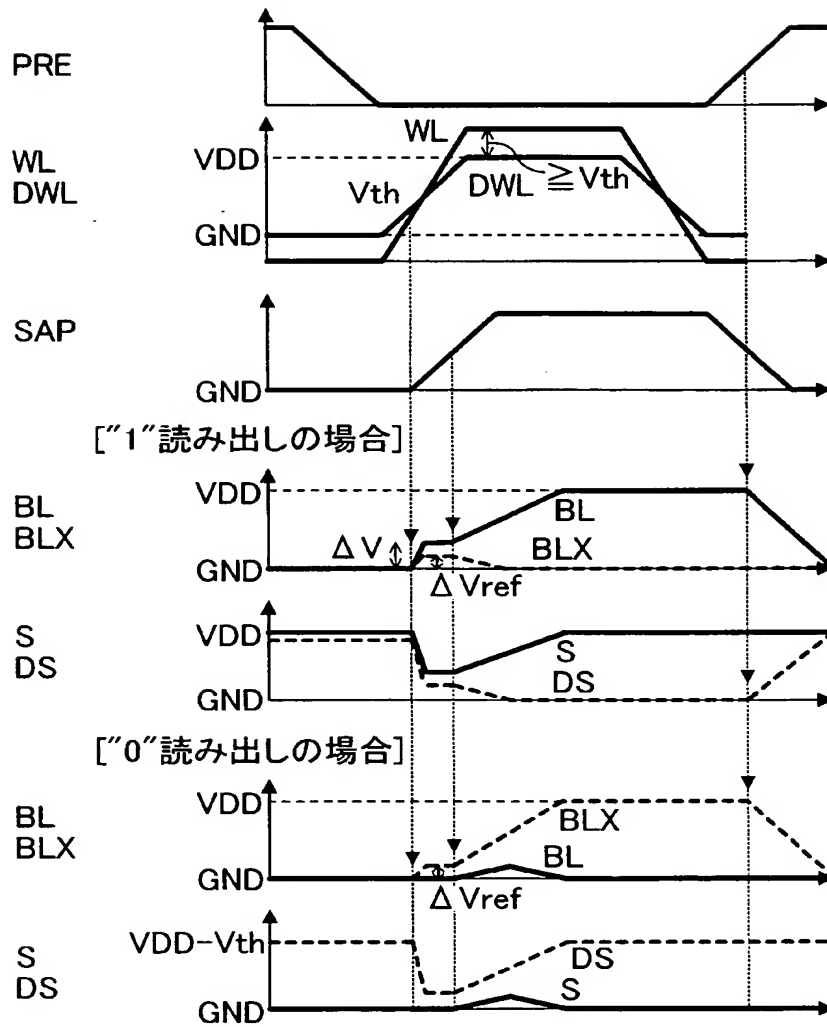 PRE
WL
VDD
WL
DWL
Vth
DWL
≧Vth
GND
SAP
GND
["1"読み出しの場合]
BL
BLX
VDD
BL
ΔV
BLX
GND
ΔVref
S
DS
VDD
S
DS
GND
["0"読み出しの場合]
BL
BLX
VDD
BLX
BL
GND
ΔVref
S
DS
VDD-Vth
DS
S
GND